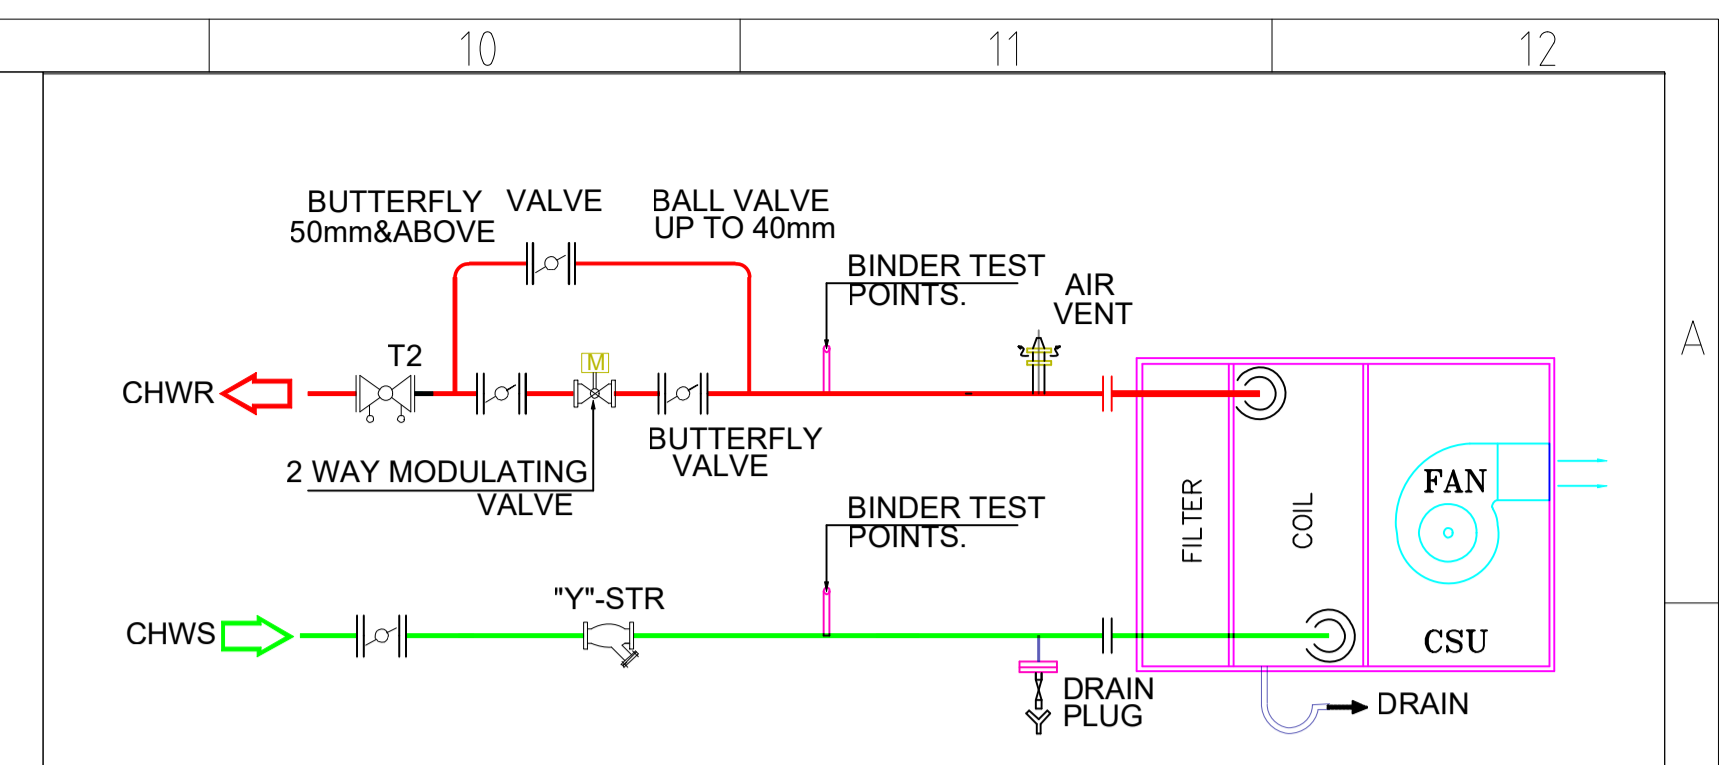 10
11
12
A
BUTTERFLY VALVE
50mm&ABOVE
BALL VALVE
UP TO 40mm
BINDER TEST
POINTS.
AIR
VENT
T2
M
CHWR
BUTTERFLY
VALVE
2 WAY MODULATING
VALVE
BINDER TEST
POINTS.
FILTER
COIL
FAN
"Y"-STR
CHWS
CSU
DRAIN
PLUG
DRAIN